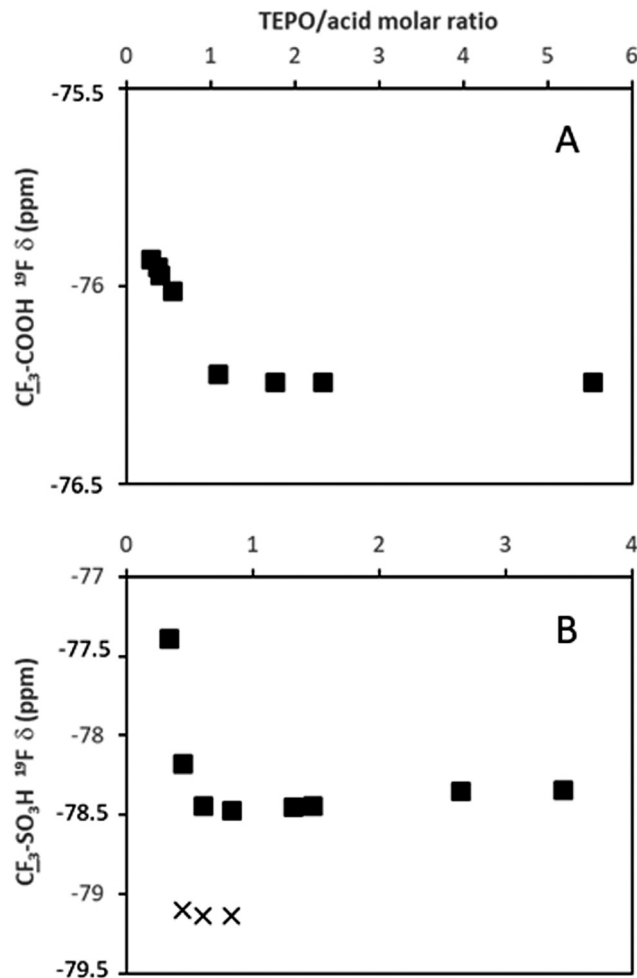 TEPO/acid molar ratio
0 1 2 3 4 5 6
A
-75.5
-76
-76.5
CF3-COOH ¹⁹F δ (ppm)
0 1 2 3 4
B
-77
-77.5
-78
-78.5
-79
-79.5
CF3-SO3H ¹⁹F δ (ppm)